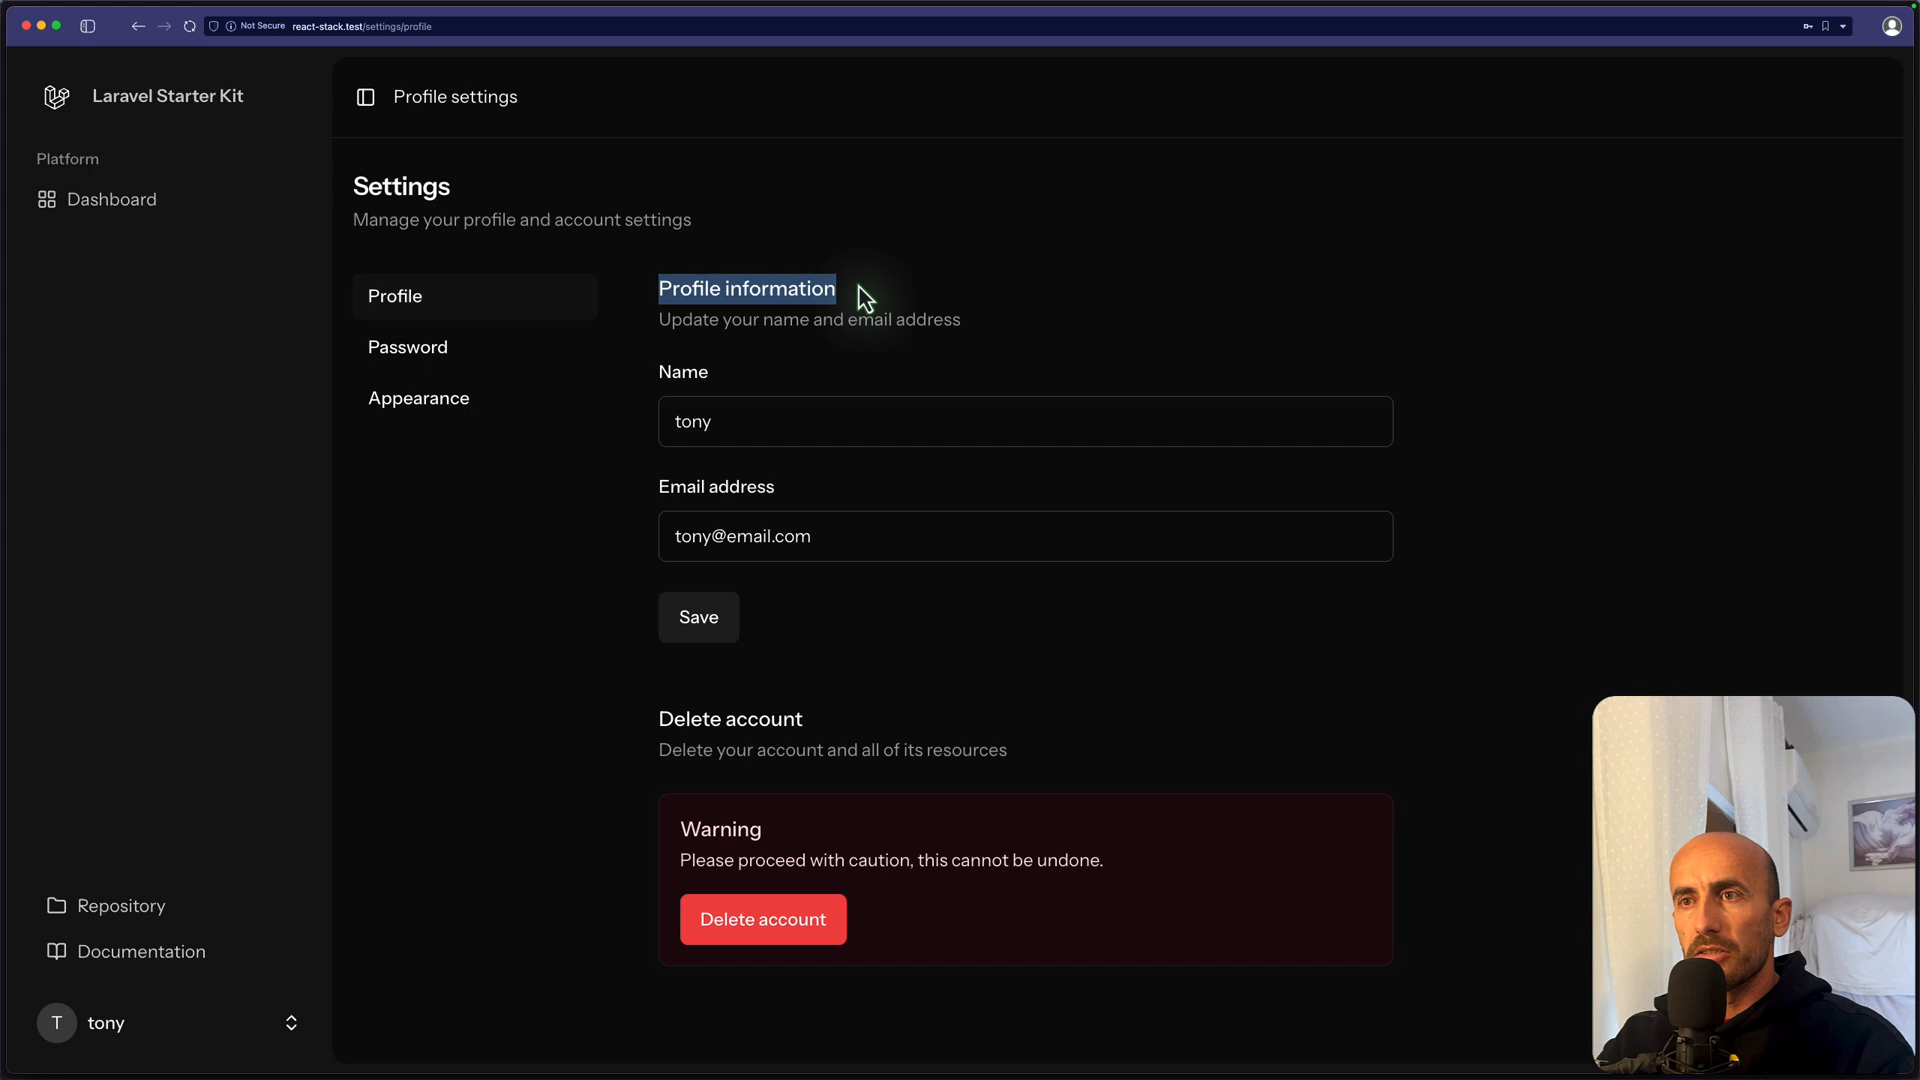 Not Secure react-stack.test/settings/profile
Laravel Starter Kit
Profile settings
Platform
Dashboard
Settings
Manage your profile and account settings
Profile
Password
Appearance
Profile information
Update your name and email address
Name
tony
Email address
tony@email.com
Save
Delete account
Delete your account and all of its resources
Warning
Please proceed with caution, this cannot be undone.
Delete account
Repository
Documentation
T tony